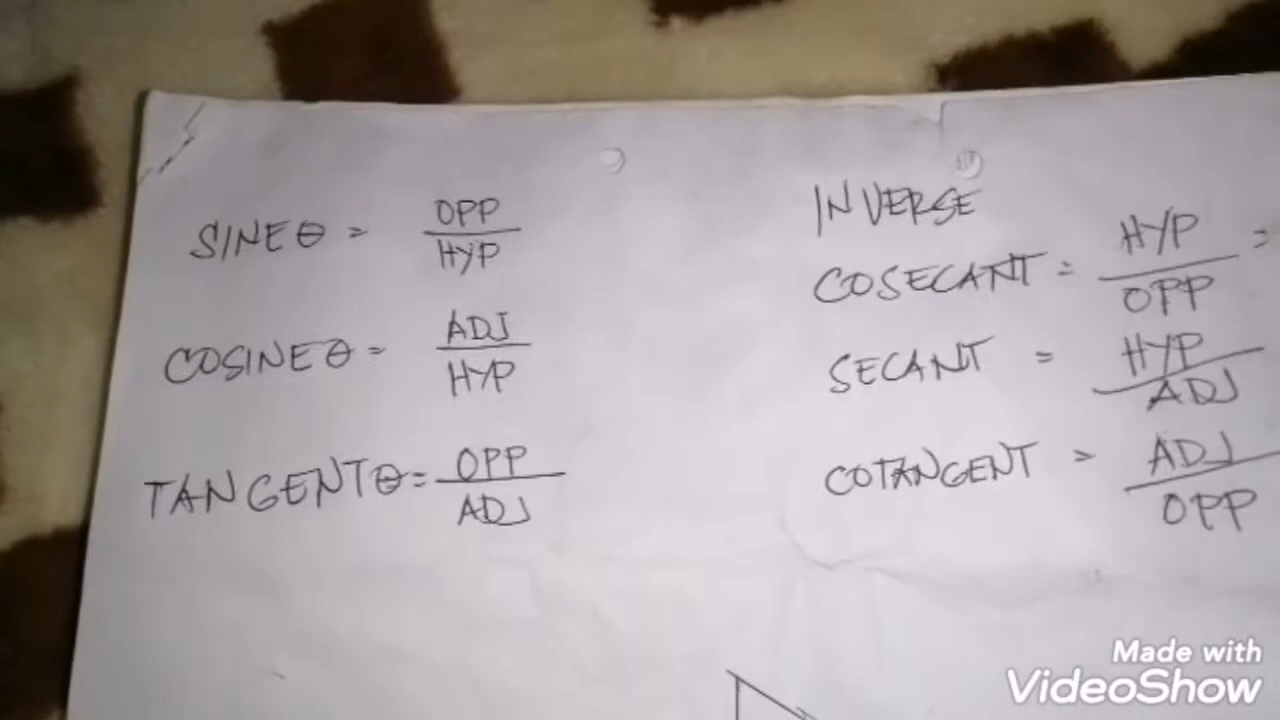 SINE θ = OPP
HYP
COSINE θ = ADJ
HYP
TANGENT θ = OPP
ADJ
INVERSE
COSECANT = HYP =
OPP
SECANT = HYP
ADJ
COTANGENT = ADJ
OPP
Made with
VideoShow